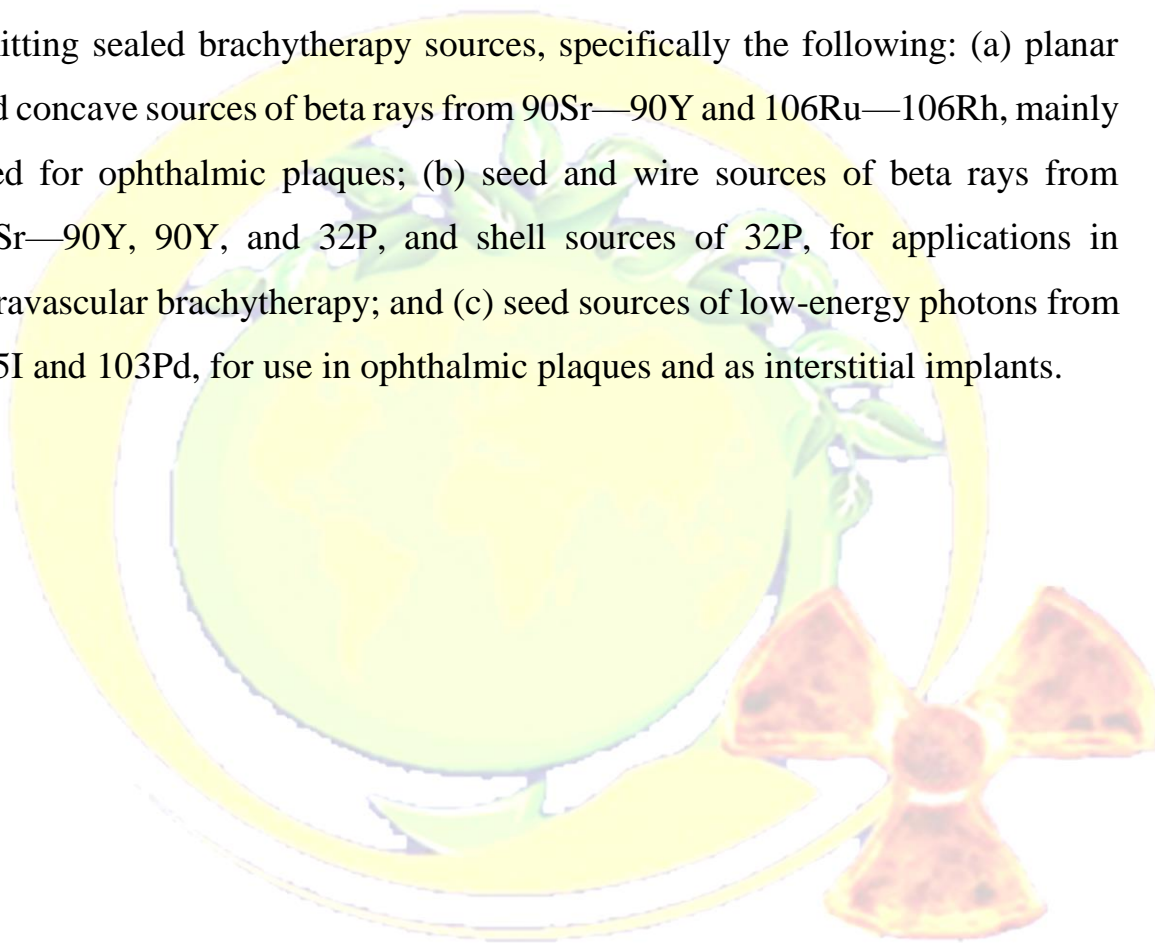 itting sealed brachytherapy sources, specifically the following: (a) planar
d concave sources of beta rays from 90Sr—90Y and 106Ru—106Rh, mainly
ed for ophthalmic plaques; (b) seed and wire sources of beta rays from
Sr—90Y, 90Y, and 32P, and shell sources of 32P, for applications in
ravascular brachytherapy; and (c) seed sources of low-energy photons from
5I and 103Pd, for use in ophthalmic plaques and as interstitial implants.